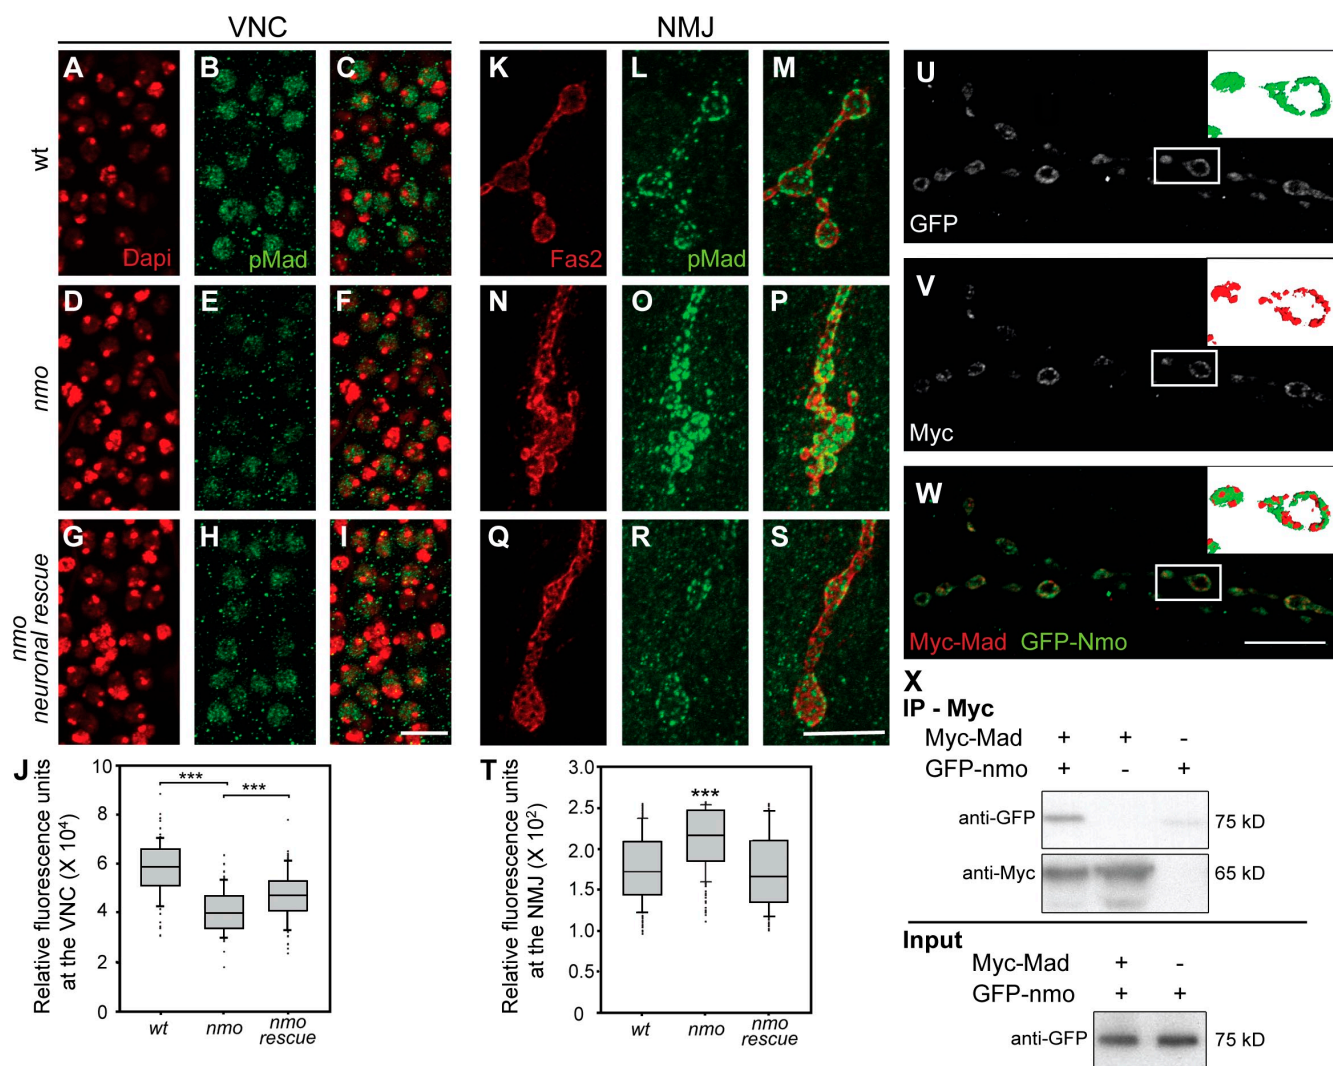 VNC
NMJ
A
B
C
K
L
M
U
wt
Dapi
pMad
Fas2
pMad
GFP
D
E
F
N
O
P
V
nmo
Myc
G
H
I
Q
R
S
W
nmo
neuronal rescue
Myc-Mad GFP-Nmo
J
Relative fluorescence units
at the VNC (X 10⁴)
10
8
6
4
2
0
***
***
wt
nmo
nmo
rescue
T
Relative fluorescence units
at the NMJ (X 10²)
3.0
2.5
2.0
1.5
1.0
0.5
0
***
wt
nmo
nmo
rescue
X
IP - Myc
Myc-Mad + + -
GFP-nmo + - +
anti-GFP 75 kD
anti-Myc 65 kD
Input
Myc-Mad + -
GFP-nmo + +
anti-GFP 75 kD